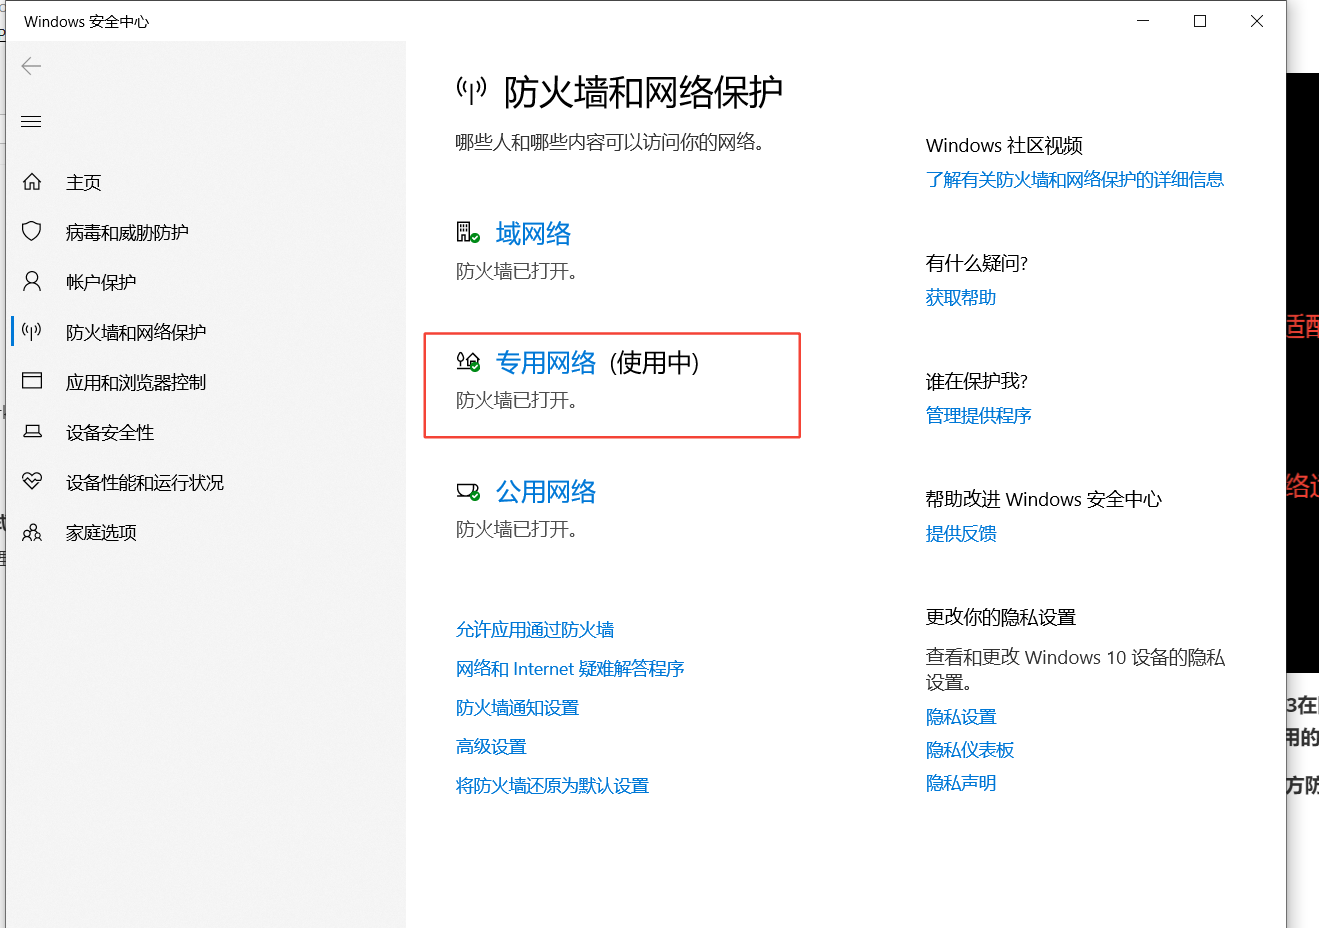 Windows 安全中心
主页
病毒和威胁防护
帐户保护
防火墙和网络保护
应用和浏览器控制
设备安全性
设备性能和运行状况
家庭选项
防火墙和网络保护
哪些人和哪些内容可以访问你的网络。
域网络
防火墙已打开。
专用网络 (使用中)
防火墙已打开。
公用网络
防火墙已打开。
允许应用通过防火墙
网络和 Internet 疑难解答程序
防火墙通知设置
高级设置
将防火墙还原为默认设置
Windows 社区视频
了解有关防火墙和网络保护的详细信息
有什么疑问?
获取帮助
谁在保护我?
管理提供程序
帮助改进 Windows 安全中心
提供反馈
更改你的隐私设置
查看和更改 Windows 10 设备的隐私
设置。
隐私设置
隐私仪表板
隐私声明
络
3在
用的
方防